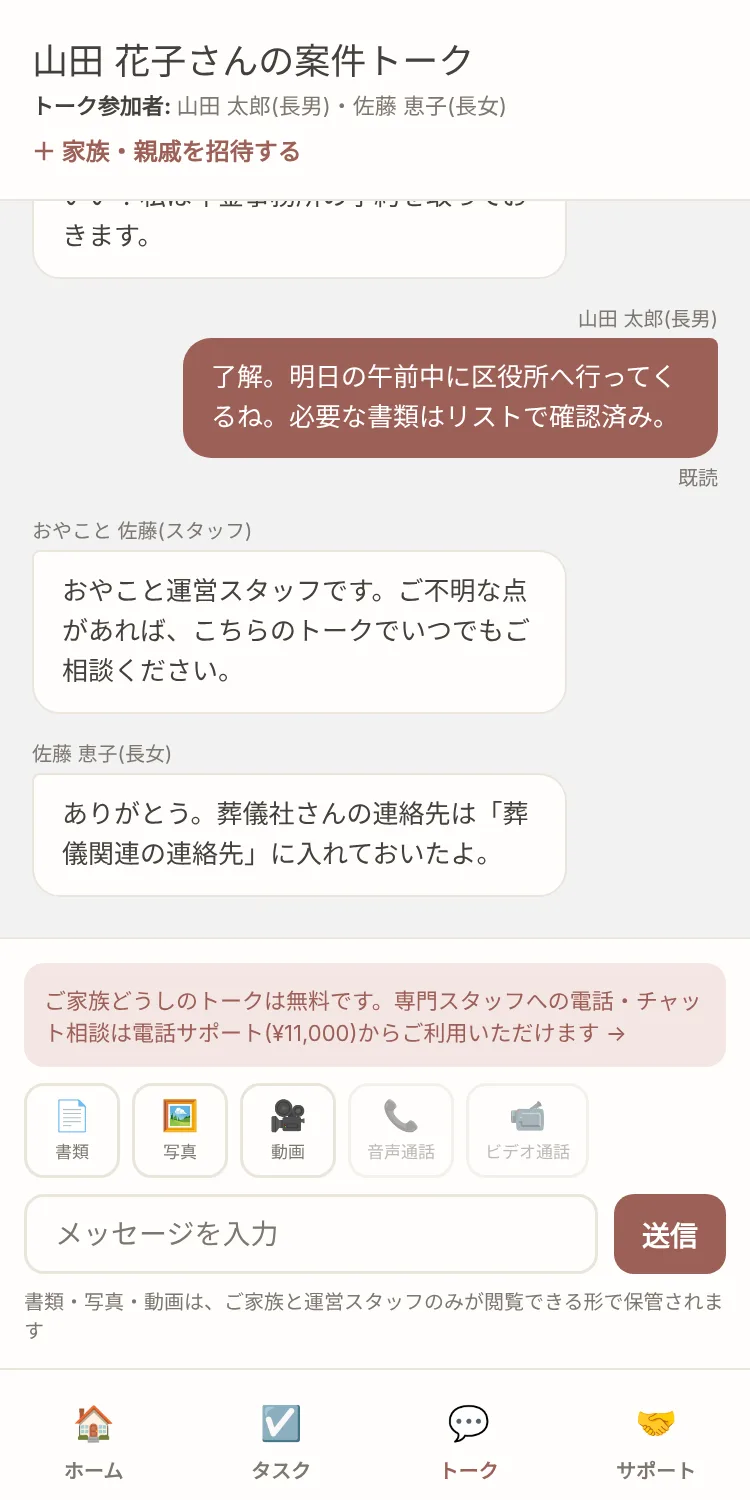 山田 花子さんの案件トーク
トーク参加者: 山田 太郎(長男)・佐藤 恵子(長女)
＋ 家族・親戚を招待する
きます。
山田 太郎(長男)
了解。明日の午前中に区役所へ行ってく
るね。必要な書類はリストで確認済み。
既読
おやこと 佐藤(スタッフ)
おやこと運営スタッフです。ご不明な点
があれば、こちらのトークでいつでもご
相談ください。
佐藤 恵子(長女)
ありがとう。葬儀社さんの連絡先は「葬
儀関連の連絡先」に入れておいたよ。
ご家族どうしのトークは無料です。専門スタッフへの電話・チャッ
ト相談は電話サポート(¥11,000)からご利用いただけます →
書類 写真 動画 音声通話 ビデオ通話
メッセージを入力 送信
書類・写真・動画は、ご家族と運営スタッフのみが閲覧できる形で保管されま
す
ホーム タスク トーク サポート